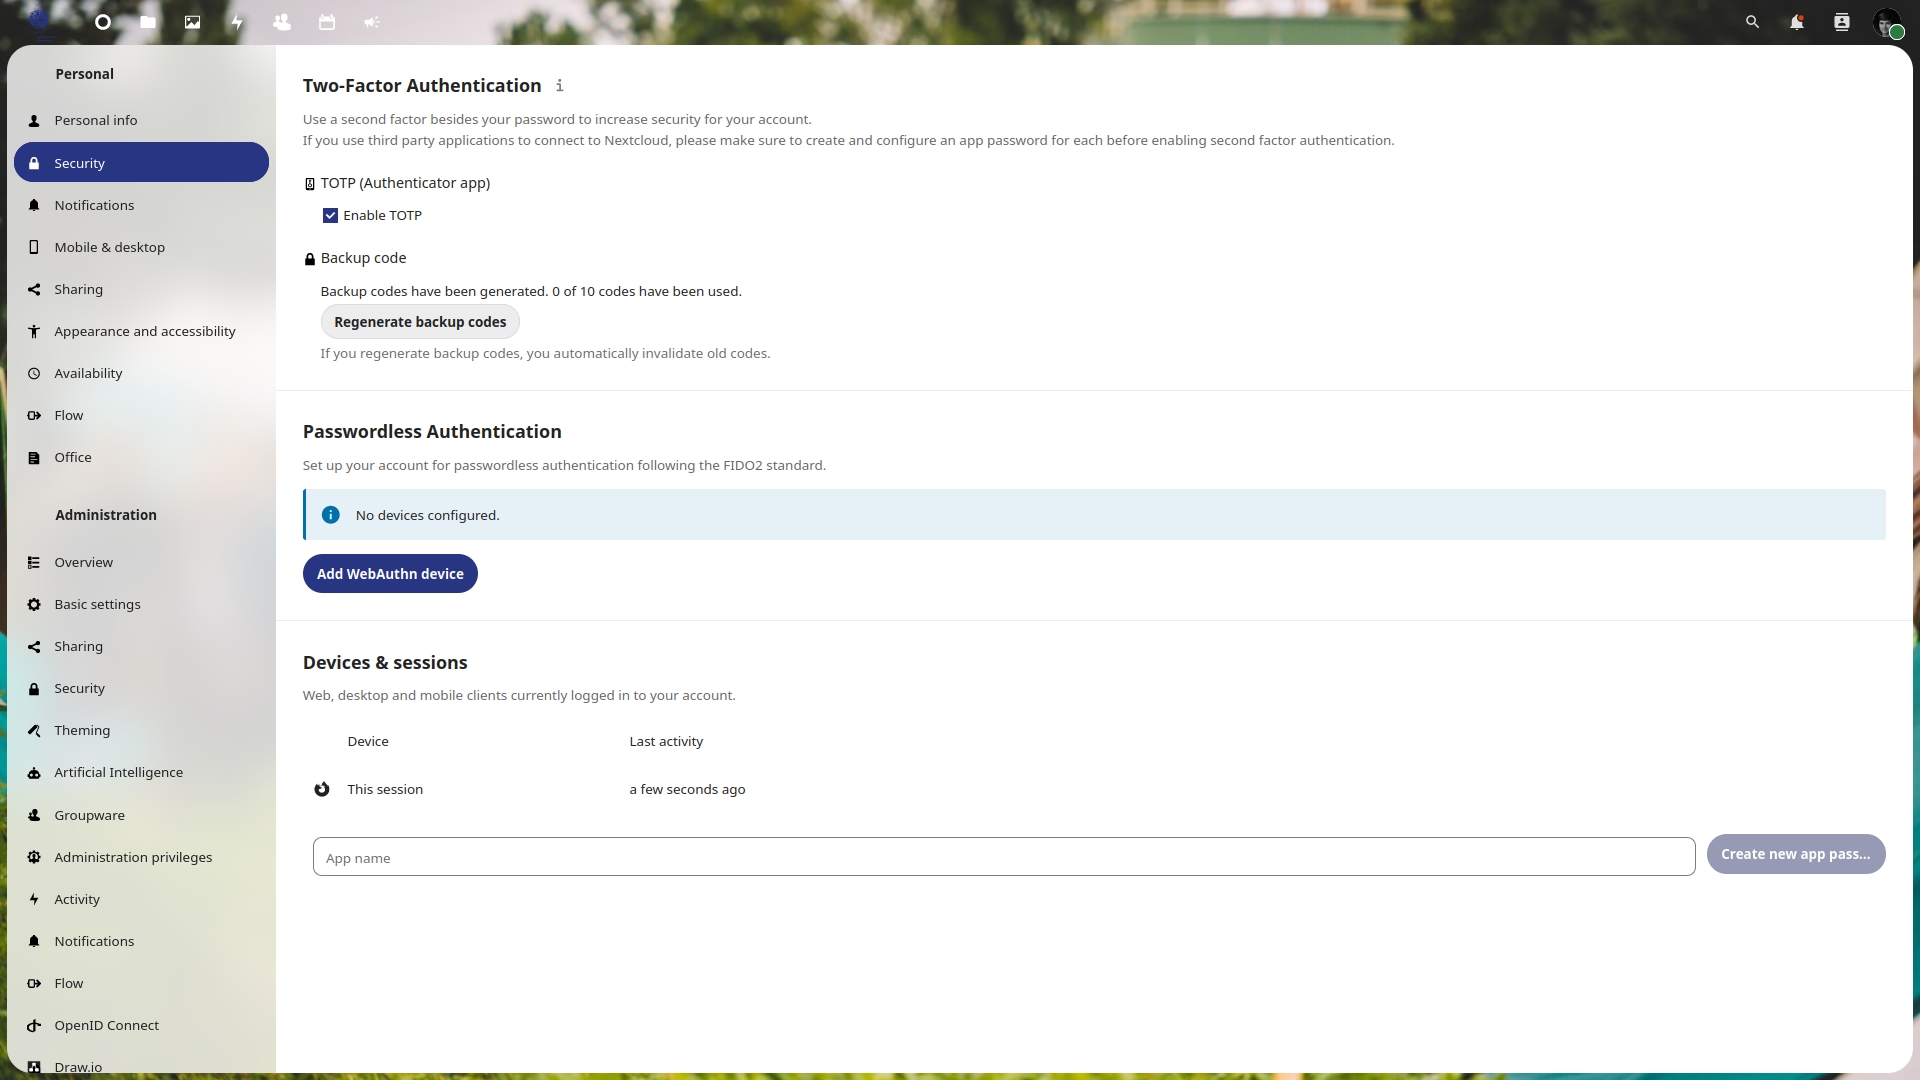 Personal
Personal info
Security
Notifications
Mobile & desktop
Sharing
Appearance and accessibility
Availability
Flow
Office
Administration
Overview
Basic settings
Sharing
Security
Theming
Artificial Intelligence
Groupware
Administration privileges
Activity
Notifications
Flow
OpenID Connect
Draw.io
Two-Factor Authentication
Use a second factor besides your password to increase security for your account.
If you use third party applications to connect to Nextcloud, please make sure to create and configure an app password for each before enabling second factor authentication.
TOTP (Authenticator app)
Enable TOTP
Backup code
Backup codes have been generated. 0 of 10 codes have been used.
Regenerate backup codes
If you regenerate backup codes, you automatically invalidate old codes.
Passwordless Authentication
Set up your account for passwordless authentication following the FIDO2 standard.
No devices configured.
Add WebAuthn device
Devices & sessions
Web, desktop and mobile clients currently logged in to your account.
Device Last activity
This session a few seconds ago
App name Create new app pass...